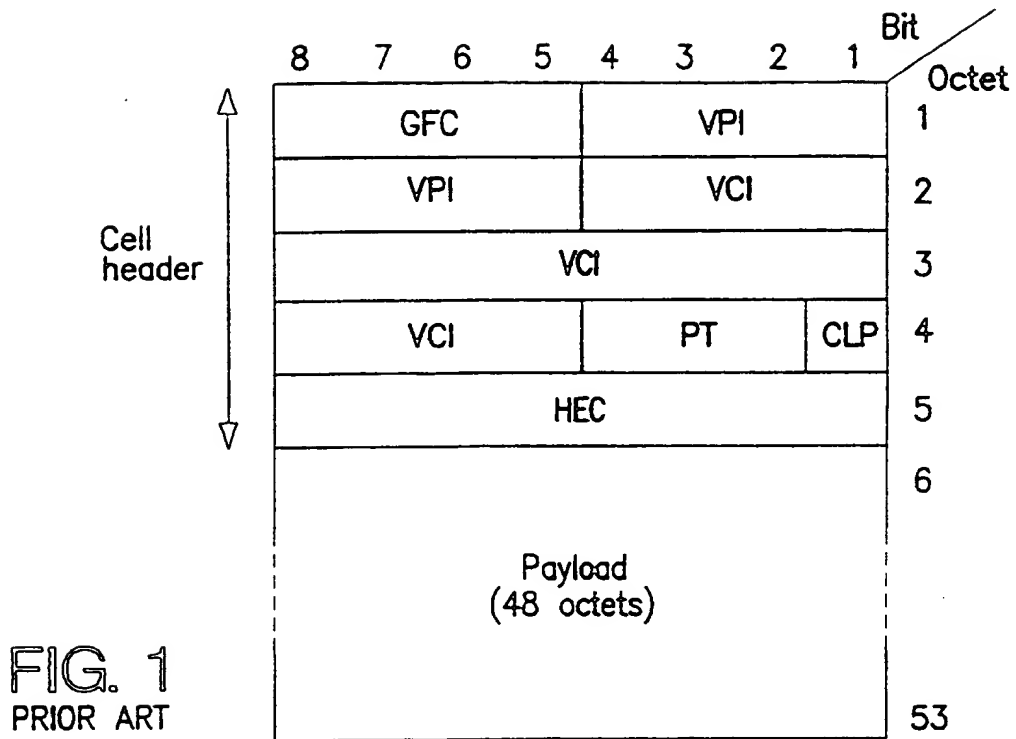 Bit
8 7 6 5 4 3 2 1
Octet
GFC VPI 1
VPI VCI 2
Cell
header
VCI 3
VCI PT CLP 4
HEC 5
6
Payload
(48 octets)
FIG. 1
PRIOR ART
53